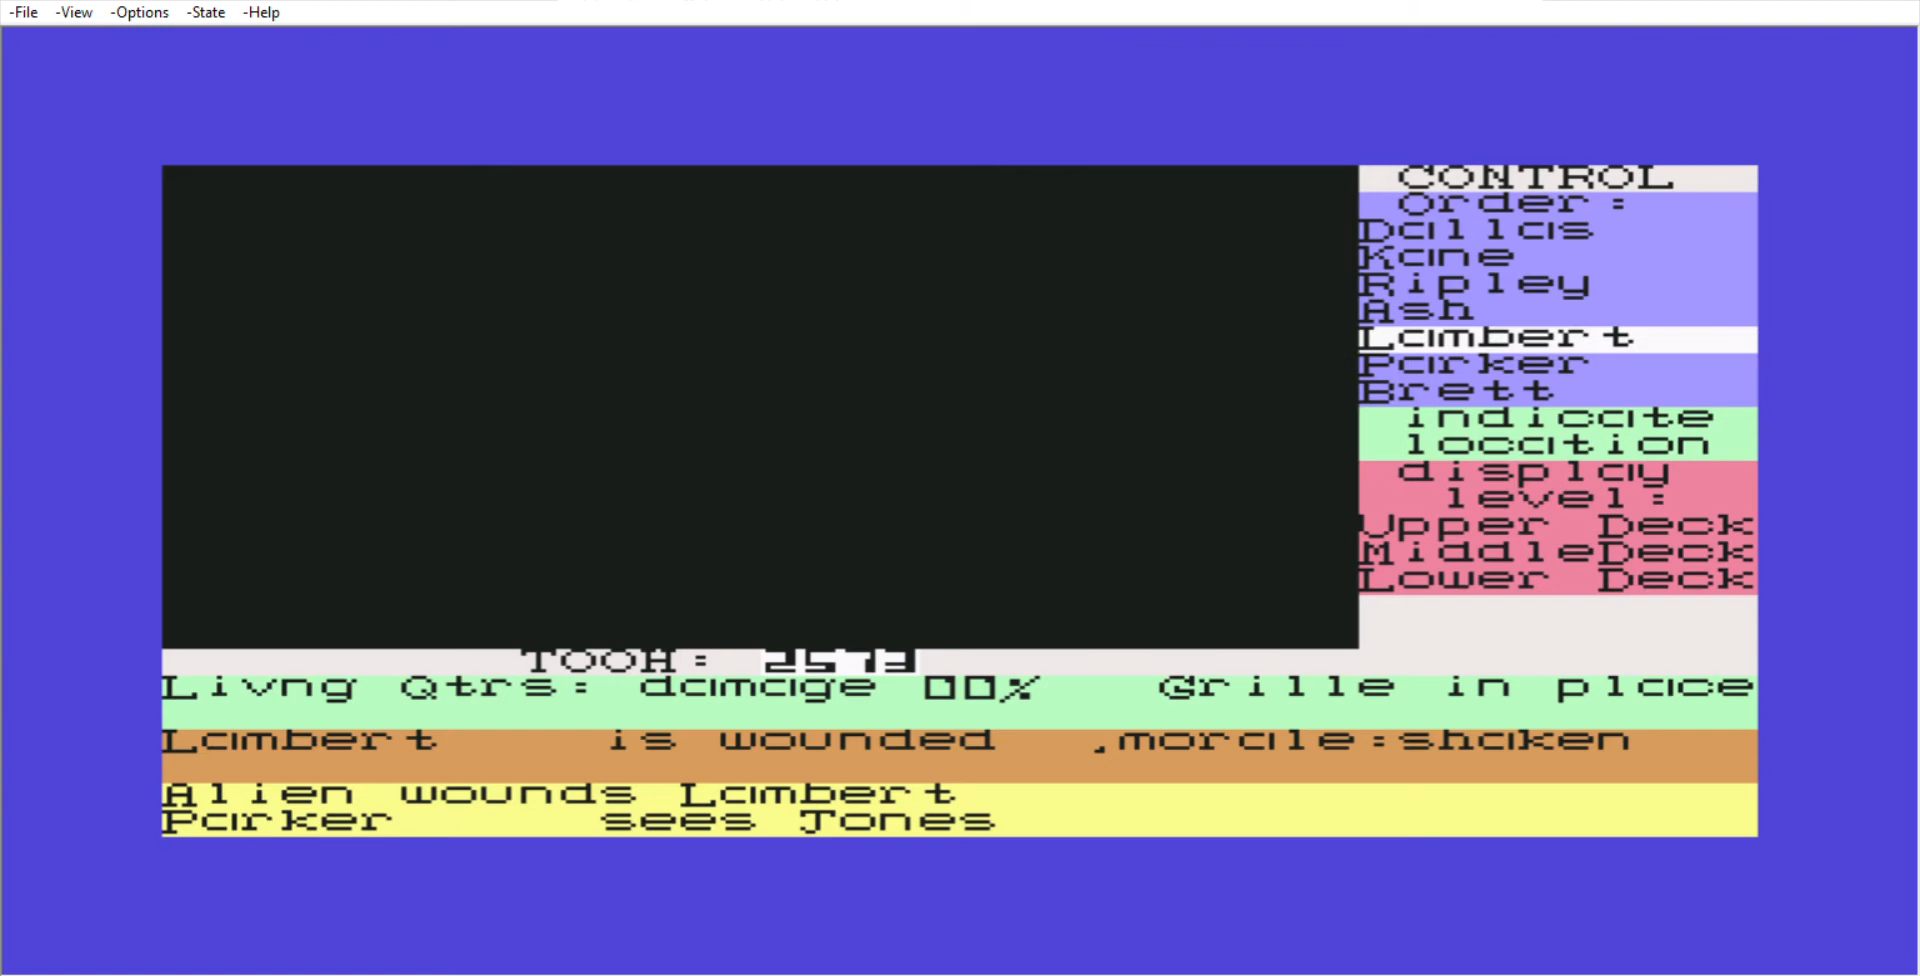 -File -View -Options -State -Help
CONTROL
Order:
Dallas
Kane
Ripley
Ash
Lambert
Parker
Brett
indicate
location
display
level:
Upper Deck
MiddleDeck
Lower Deck
TOOH: 2573
Livng Qtrs: damage 00% Grille in place
Lambert is wounded ,morale:shaken
Alien wounds Lambert
Parker sees Jones